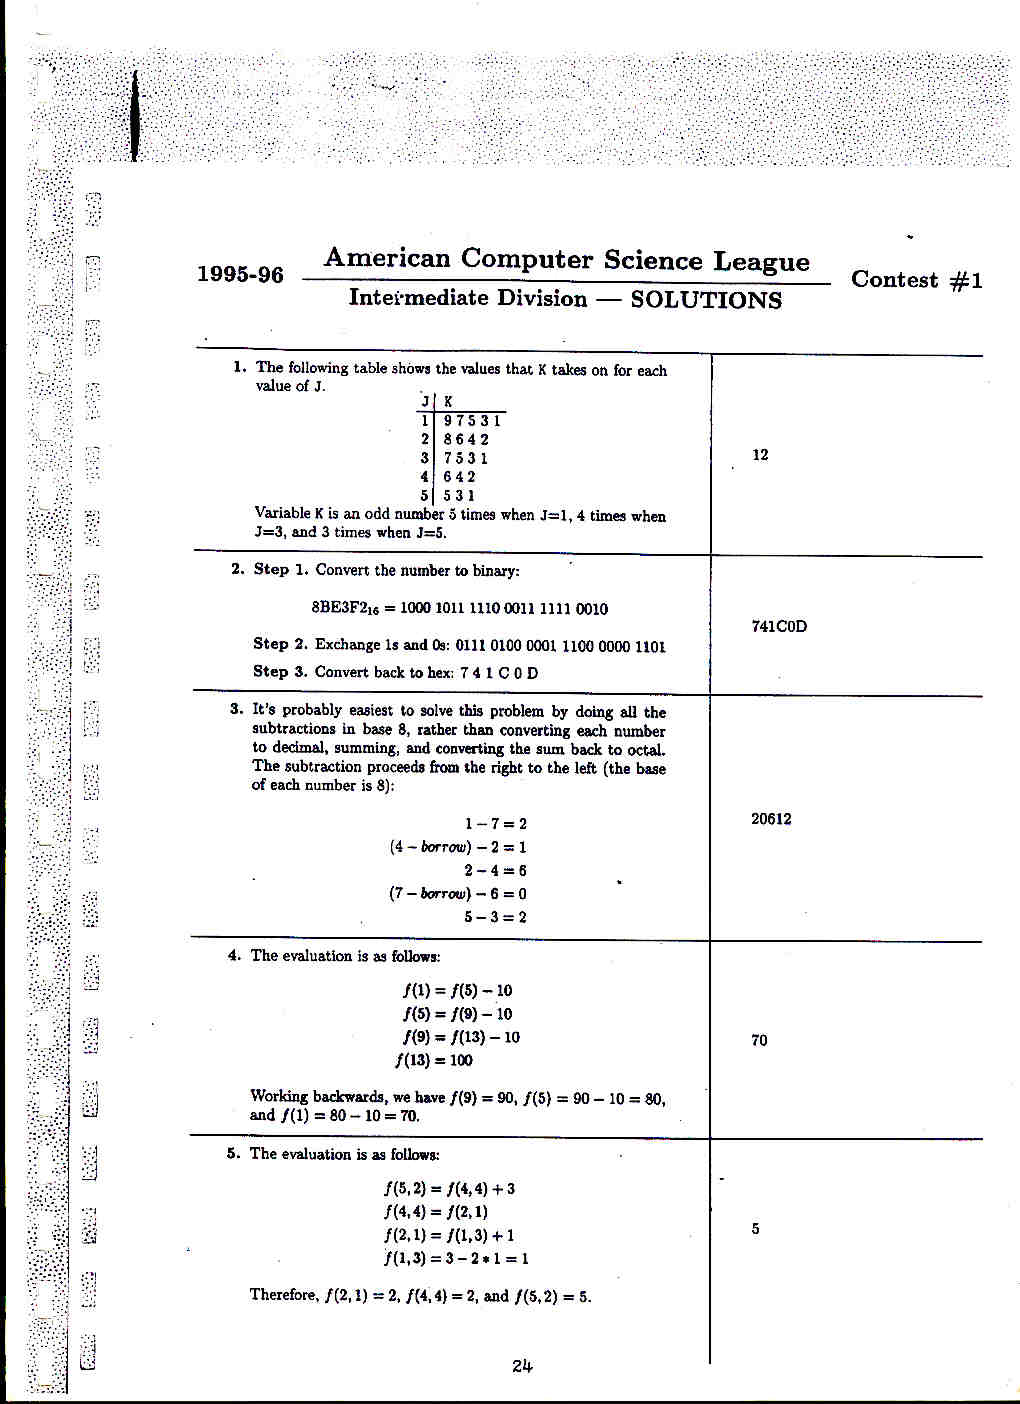 1995-96
American Computer Science League
Contest #1
Intermediate Division — SOLUTIONS
1. The following table shows the values that K takes on for each
value of J.
J K
1 9 7 5 3 1
2 8 6 4 2
3 7 5 3 1
4 6 4 2
5 5 3 1
Variable K is an odd number 5 times when J=1, 4 times when
J=3, and 3 times when J=5.
12
2. Step 1. Convert the number to binary:
8BE3F2₁₆ = 1000 1011 1110 0011 1111 0010
Step 2. Exchange 1s and 0s: 0111 0100 0001 1100 0000 1101
Step 3. Convert back to hex: 7 4 1 C 0 D
741C0D
3. It's probably easiest to solve this problem by doing all the
subtractions in base 8, rather than converting each number
to decimal, summing, and converting the sum back to octal.
The subtraction proceeds from the right to the left (the base
of each number is 8):
1 − 7 = 2
(4 − borrow) − 2 = 1
2 − 4 = 6
(7 − borrow) − 6 = 0
5 − 3 = 2
20612
4. The evaluation is as follows:
f(1) = f(5) − 10
f(5) = f(9) − 10
f(9) = f(13) − 10
f(13) = 100
Working backwards, we have f(9) = 90, f(5) = 90 − 10 = 80,
and f(1) = 80 − 10 = 70.
70
5. The evaluation is as follows:
f(5,2) = f(4,4) + 3
f(4,4) = f(2,1)
f(2,1) = f(1,3) + 1
f(1,3) = 3 − 2 * 1 = 1
Therefore, f(2,1) = 2, f(4,4) = 2, and f(5,2) = 5.
5
24